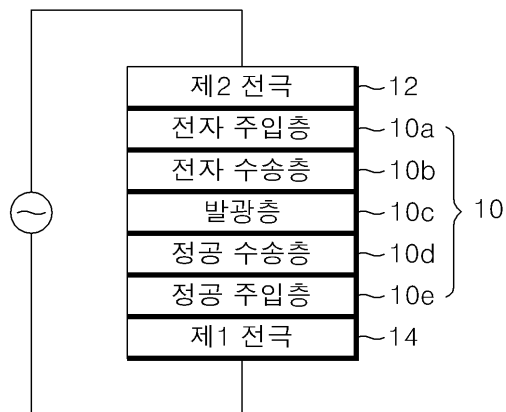 제2 전극 12
전자 주입층 10a
전자 수송층 10b
발광층 10c 10
정공 수송층 10d
정공 주입층 10e
제1 전극 14